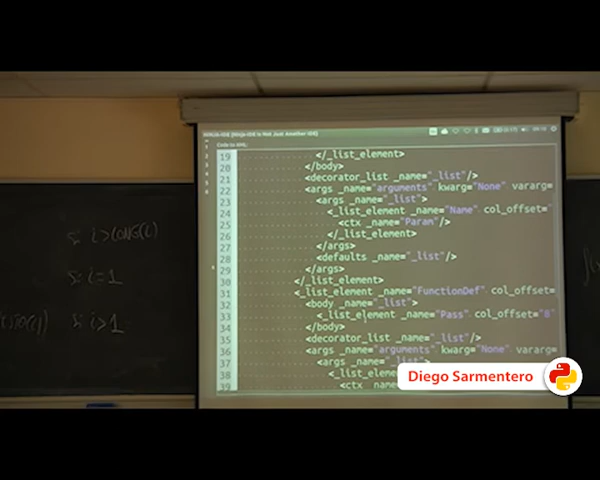 NINJA-IDE [Ninja-IDE Is Not Just Another IDE]
Code to XML:
19 </_list_element>
20 </body>
21 <decorator_list _name="_list"/>
22 <args _name="arguments" kwarg="None" vararg=
23 <args _name="_list">
24 <_list_element _name="Name" col_offset="
25 <ctx _name="Param"/>
26 </_list_element>
27 </args>
28 <defaults _name="_list"/>
29 </args>
30 </_list_element>
31 <_list_element _name="FunctionDef" col_offset=
32 <body _name="_list">
33 <_list_element _name="Pass" col_offset="8"
34 </body>
35 <decorator_list _name="_list"/>
36 <args _name="arguments" kwarg="None" vararg=
37 <args _name="_list">
38 <_list_element
39 <ctx _name
si i>LONG(L)
si i=1
si i>1
Diego Sarmentero